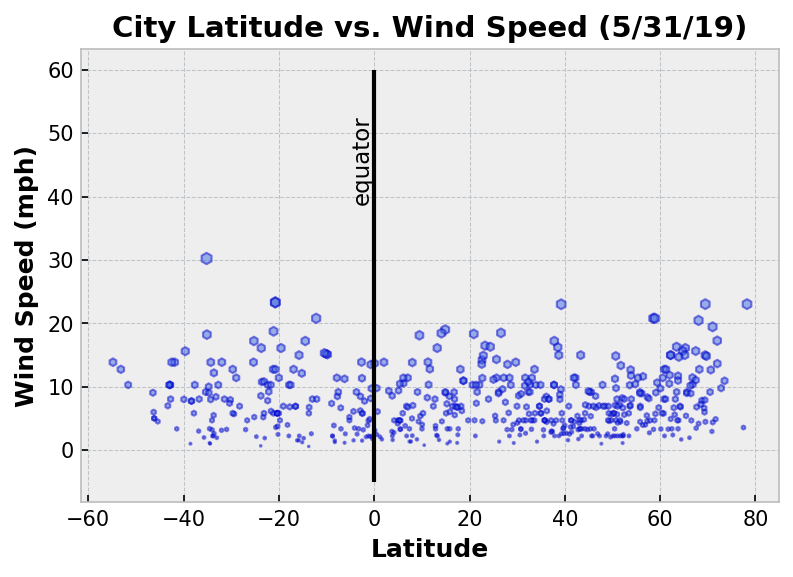 City Latitude vs. Wind Speed (5/31/19)
Wind Speed (mph)
60
50
40
30
20
10
0
equator
−60 −40 −20 0 20 40 60 80
Latitude